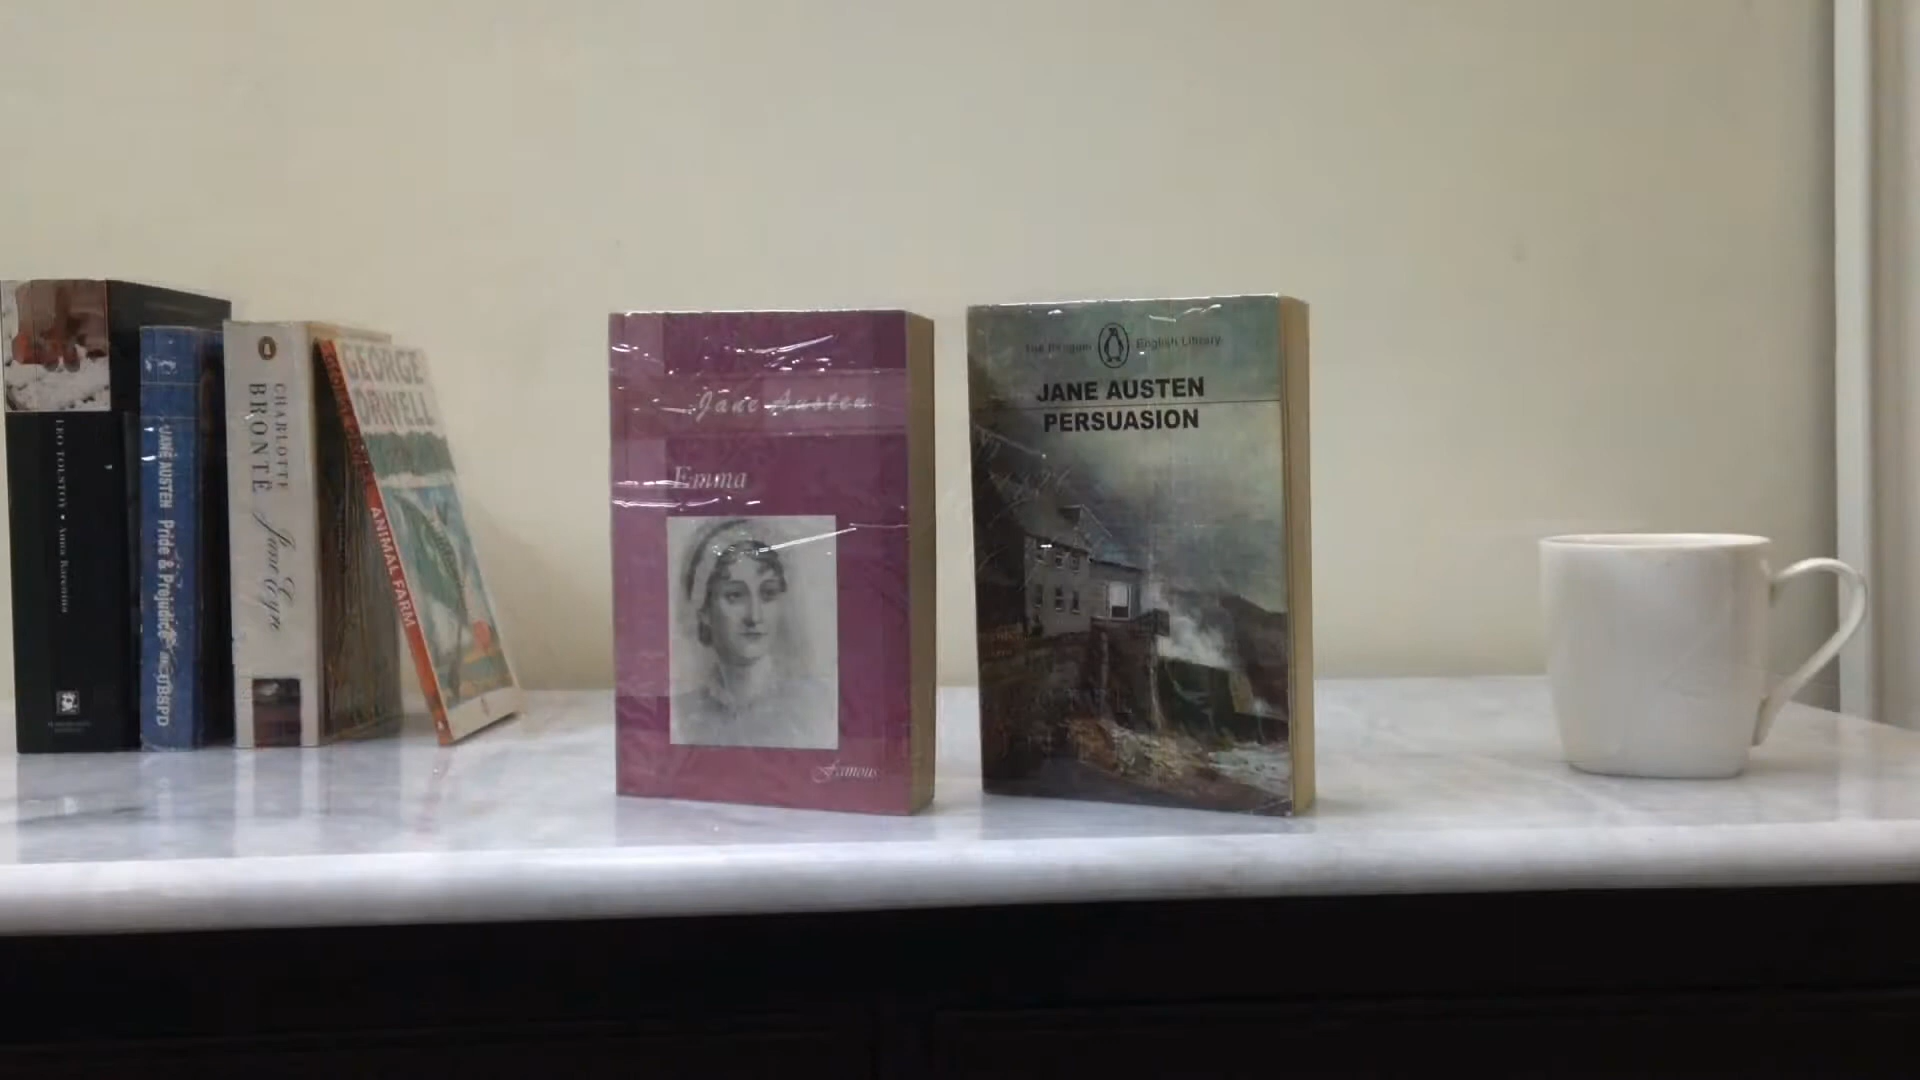 LEO TOLSTOY • Anna Karenina
JANE AUSTEN Pride & Prejudice UBSPD
CHARLOTTE
BRONTË Jane Eyre
ANIMAL FARM
GEORGE
ORWELL
Jane Austen
Emma
Famous
The Penguin English Library
JANE AUSTEN
PERSUASION